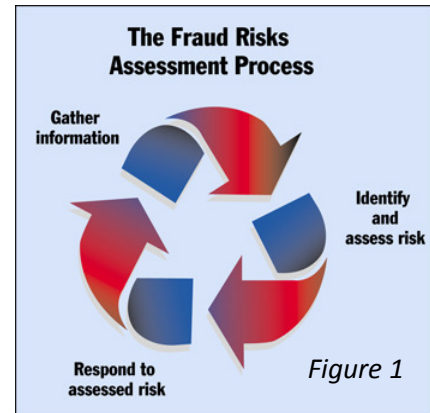 The Fraud Risks
Assessment Process
Gather
information
Identify
and
assess risk
Respond to
assessed risk
Figure 1